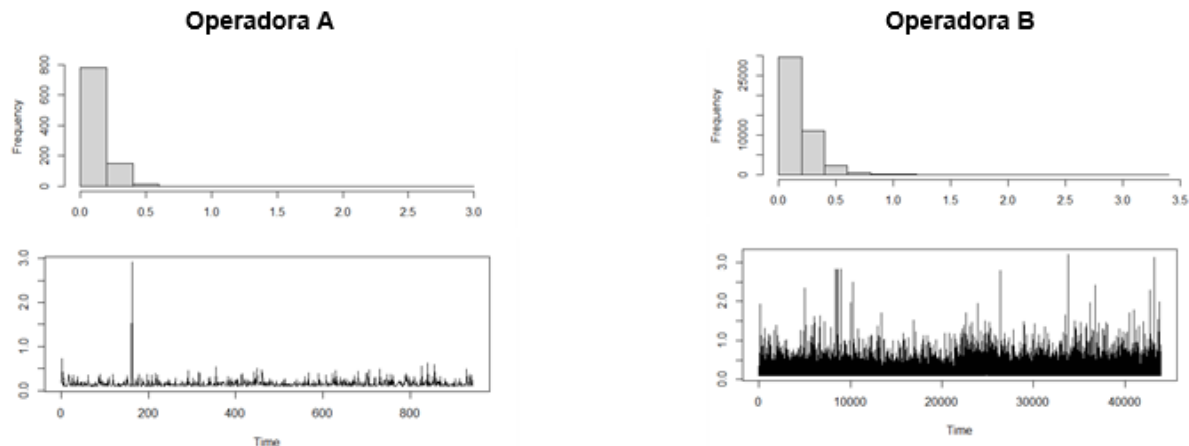 Operadora A
Operadora B
Frequency
0 200 400 600 800
0.0 0.5 1.0 1.5 2.0 2.5 3.0
Frequency
0 10000 25000
0.0 0.5 1.0 1.5 2.0 2.5 3.0 3.5
0.0 1.0 2.0 3.0
0 200 400 600 800
Time
0.0 1.0 2.0 3.0
0 10000 20000 30000 40000
Time